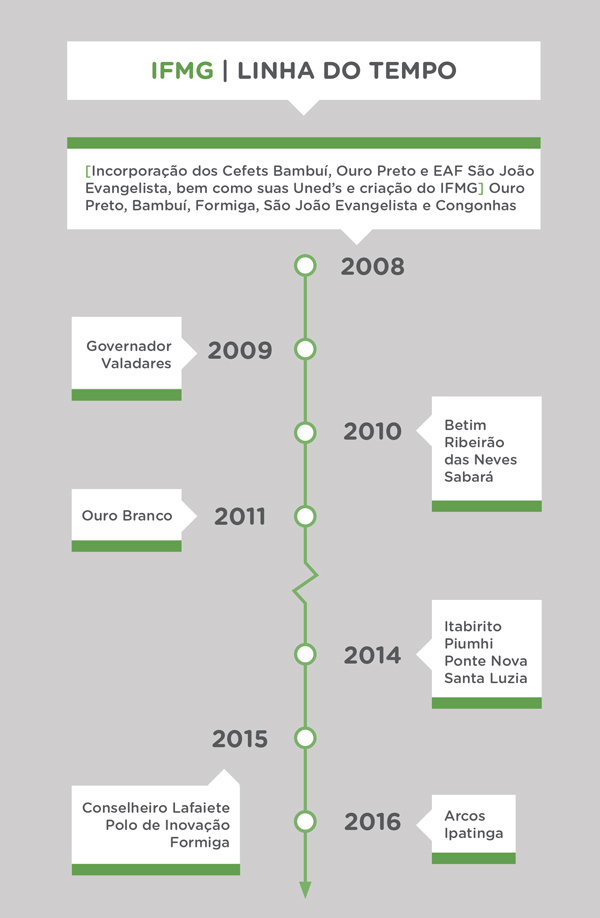 IFMG | LINHA DO TEMPO
[Incorporação dos Cefets Bambuí, Ouro Preto e EAF São João
Evangelista, bem como suas Uned's e criação do IFMG] Ouro
Preto, Bambuí, Formiga, São João Evangelista e Congonhas
2008
Governador
Valadares
2009
2010
Betim
Ribeirão
das Neves
Sabará
Ouro Branco
2011
2014
Itabirito
Piumhi
Ponte Nova
Santa Luzia
2015
Conselheiro Lafaiete
Polo de Inovação
Formiga
2016
Arcos
Ipatinga